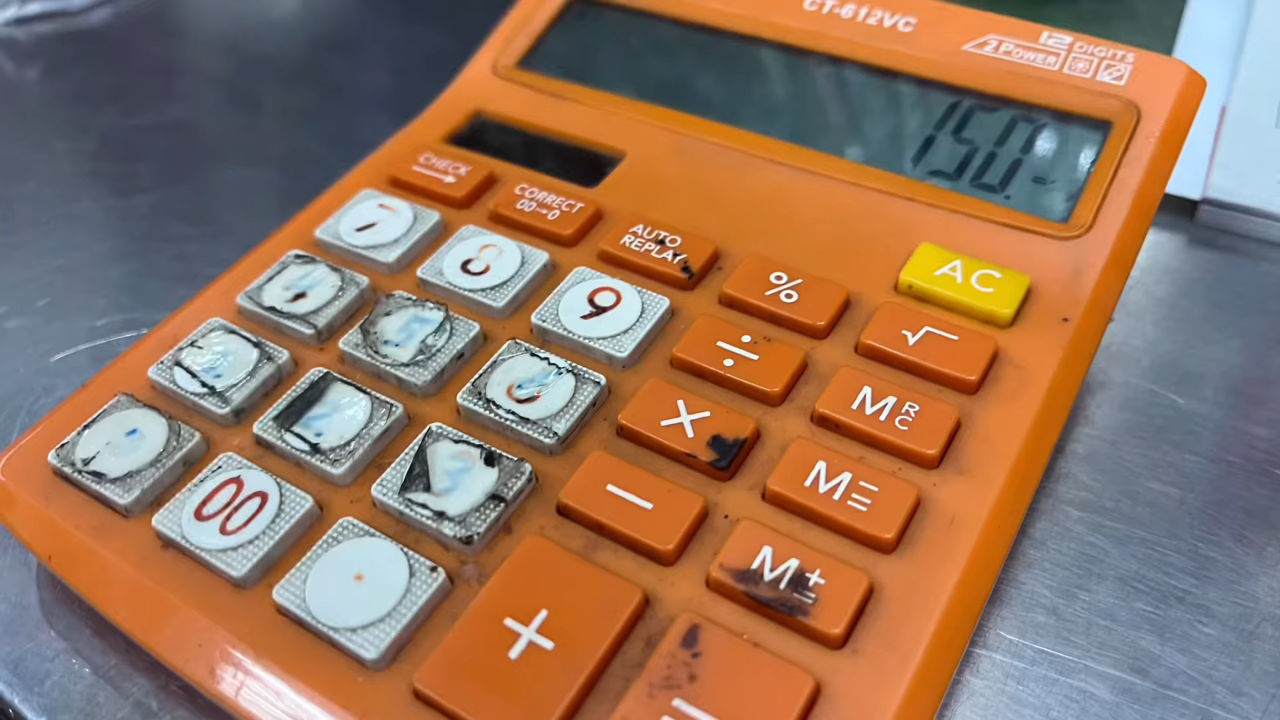 CT-612VC
12 DIGITS
2 POWER
150.
CHECK
→
CORRECT
00→0
AUTO
REPLAY
%
AC
7
8
9
÷
√
×
MRC
−
M=
00
.
+
M±
=